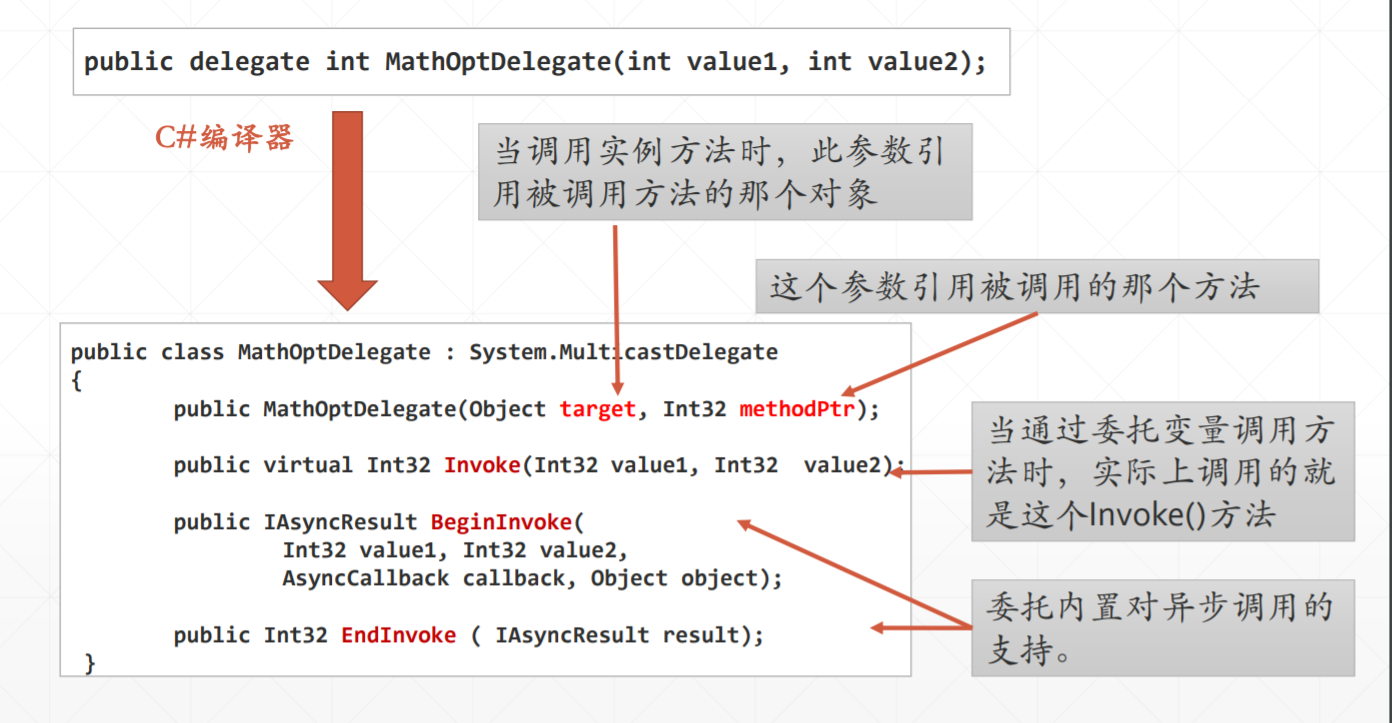 public delegate int MathOptDelegate(int value1, int value2);
C#编译器
当调用实例方法时，此参数引
用被调用方法的那个对象
这个参数引用被调用的那个方法
public class MathOptDelegate : System.MulticastDelegate
{
public MathOptDelegate(Object target, Int32 methodPtr);
public virtual Int32 Invoke(Int32 value1, Int32 value2);
当通过委托变量调用方
法时，实际上调用的就
是这个Invoke()方法
public IAsyncResult BeginInvoke(
Int32 value1, Int32 value2,
AsyncCallback callback, Object object);
委托内置对异步调用的
支持。
public Int32 EndInvoke ( IAsyncResult result);
}